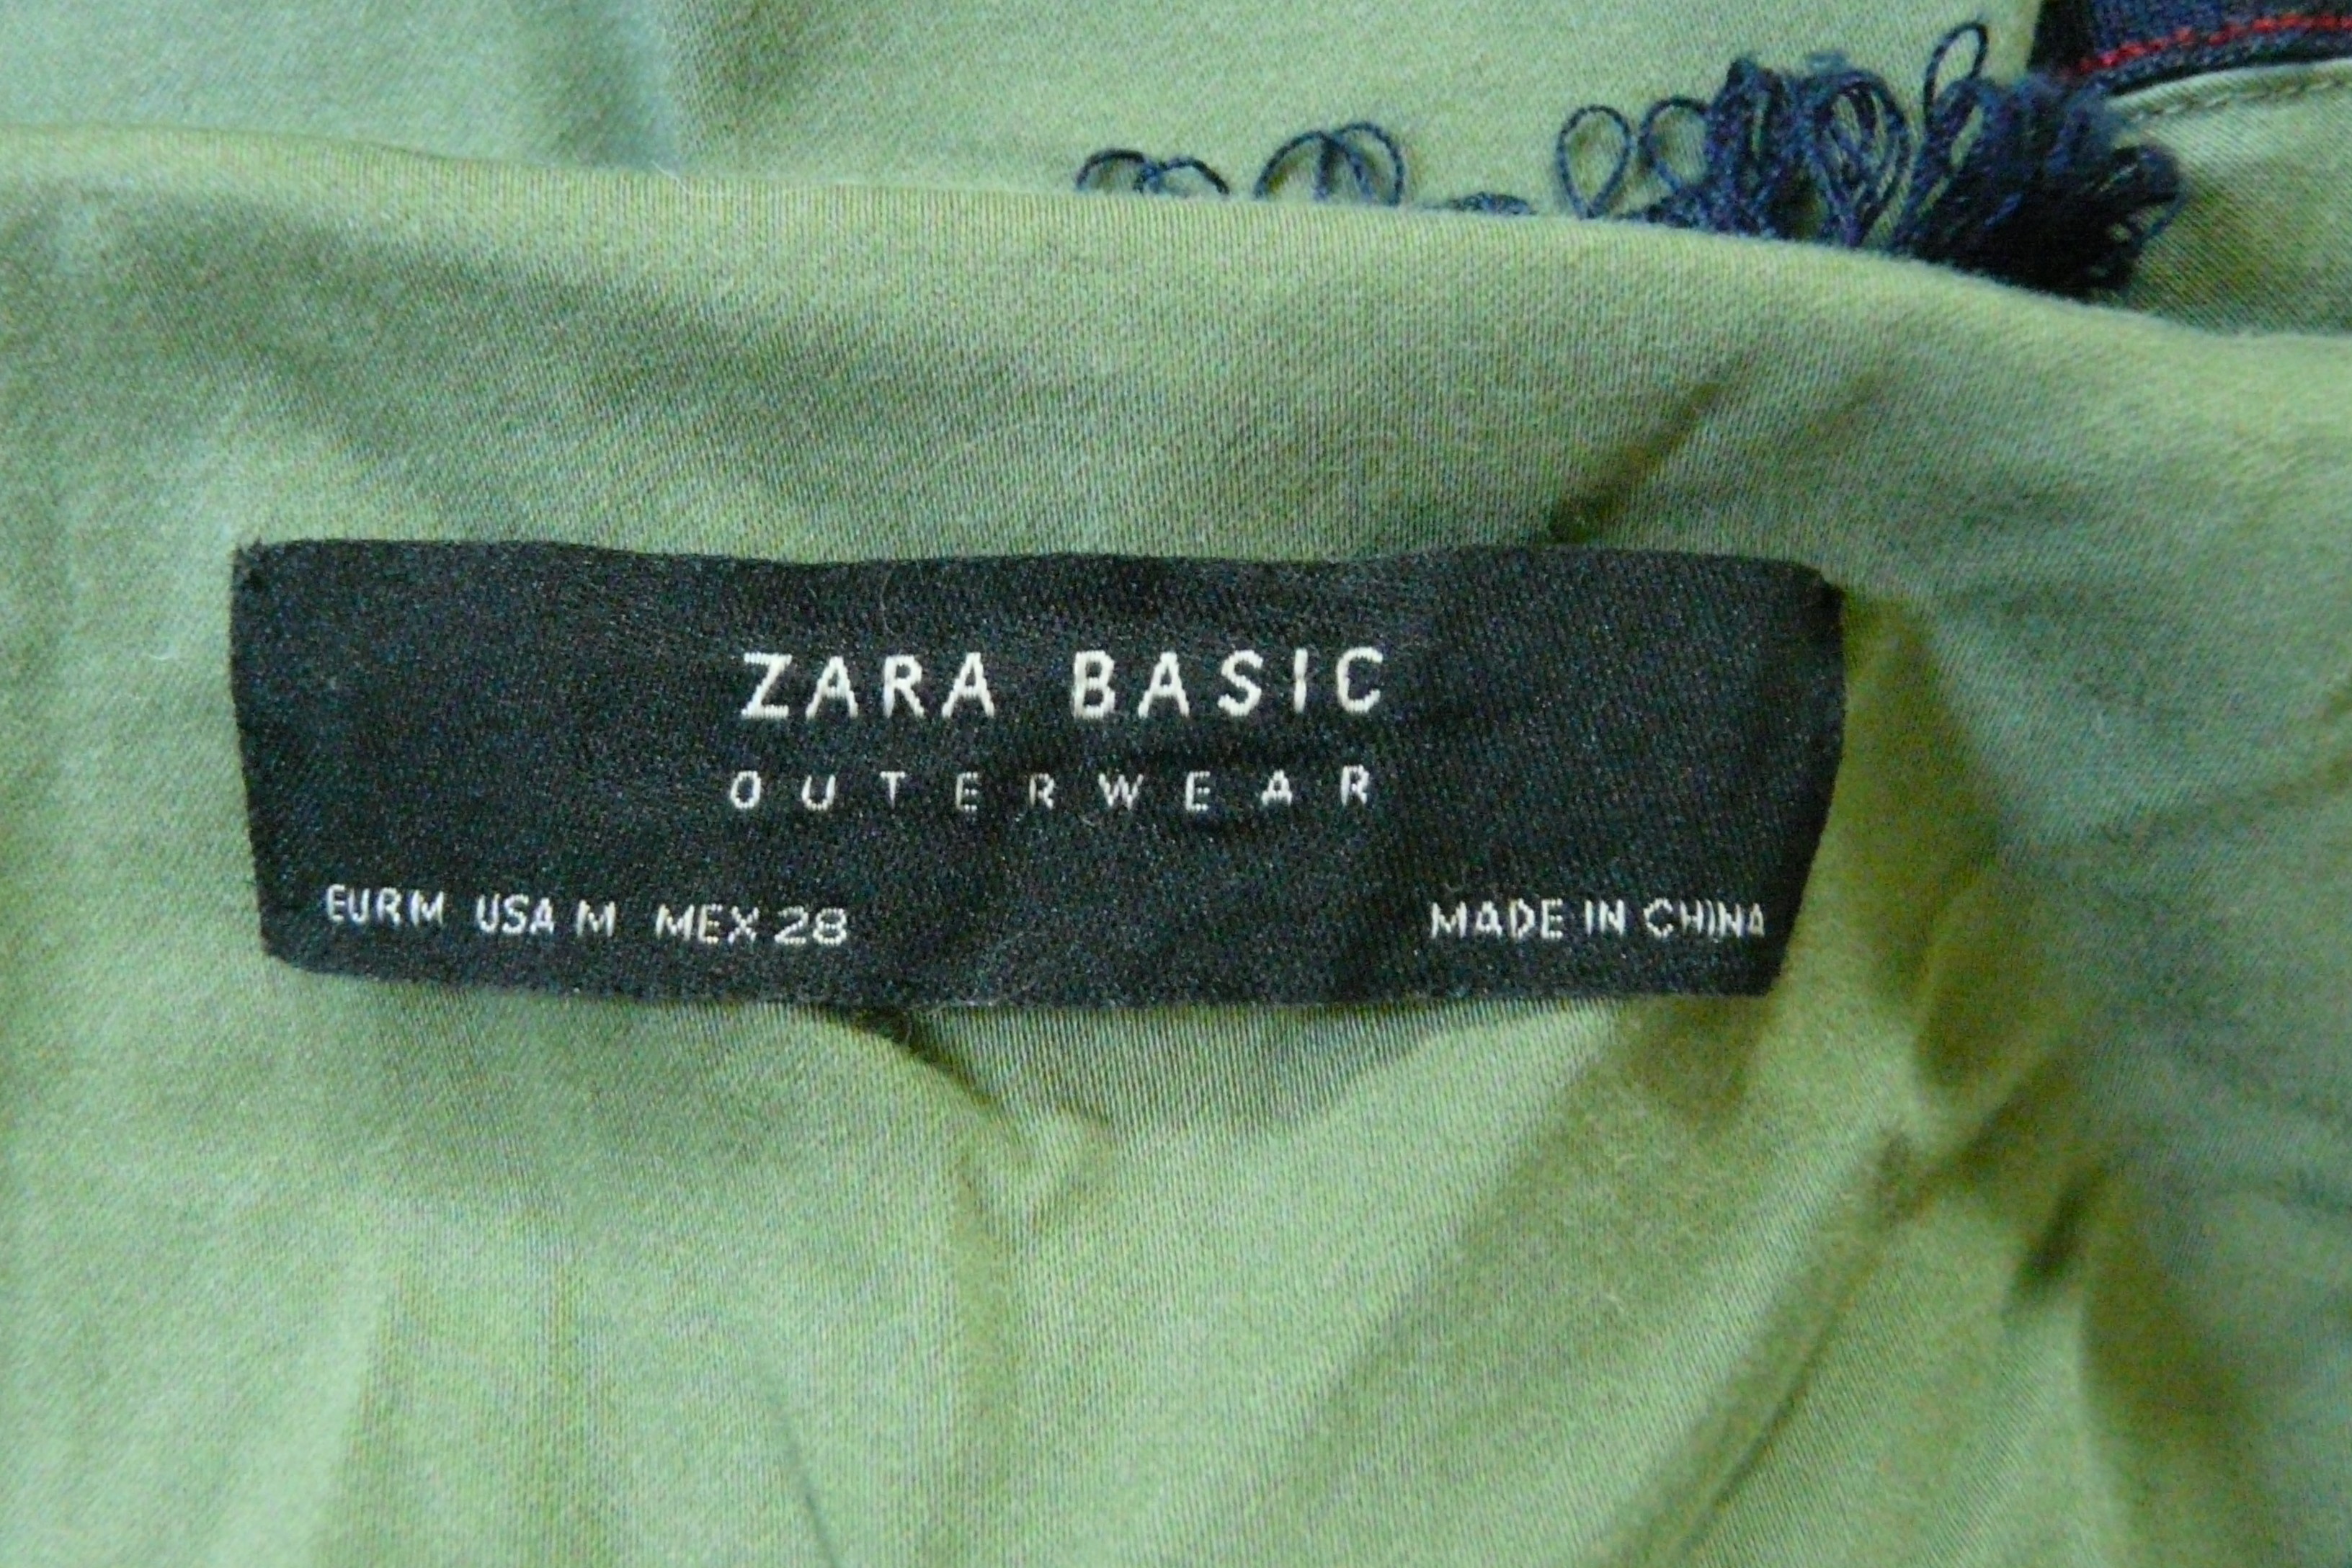 ZARA BASIC
OUTERWEAR
EUR M USA M MEX 28 MADE IN CHINA